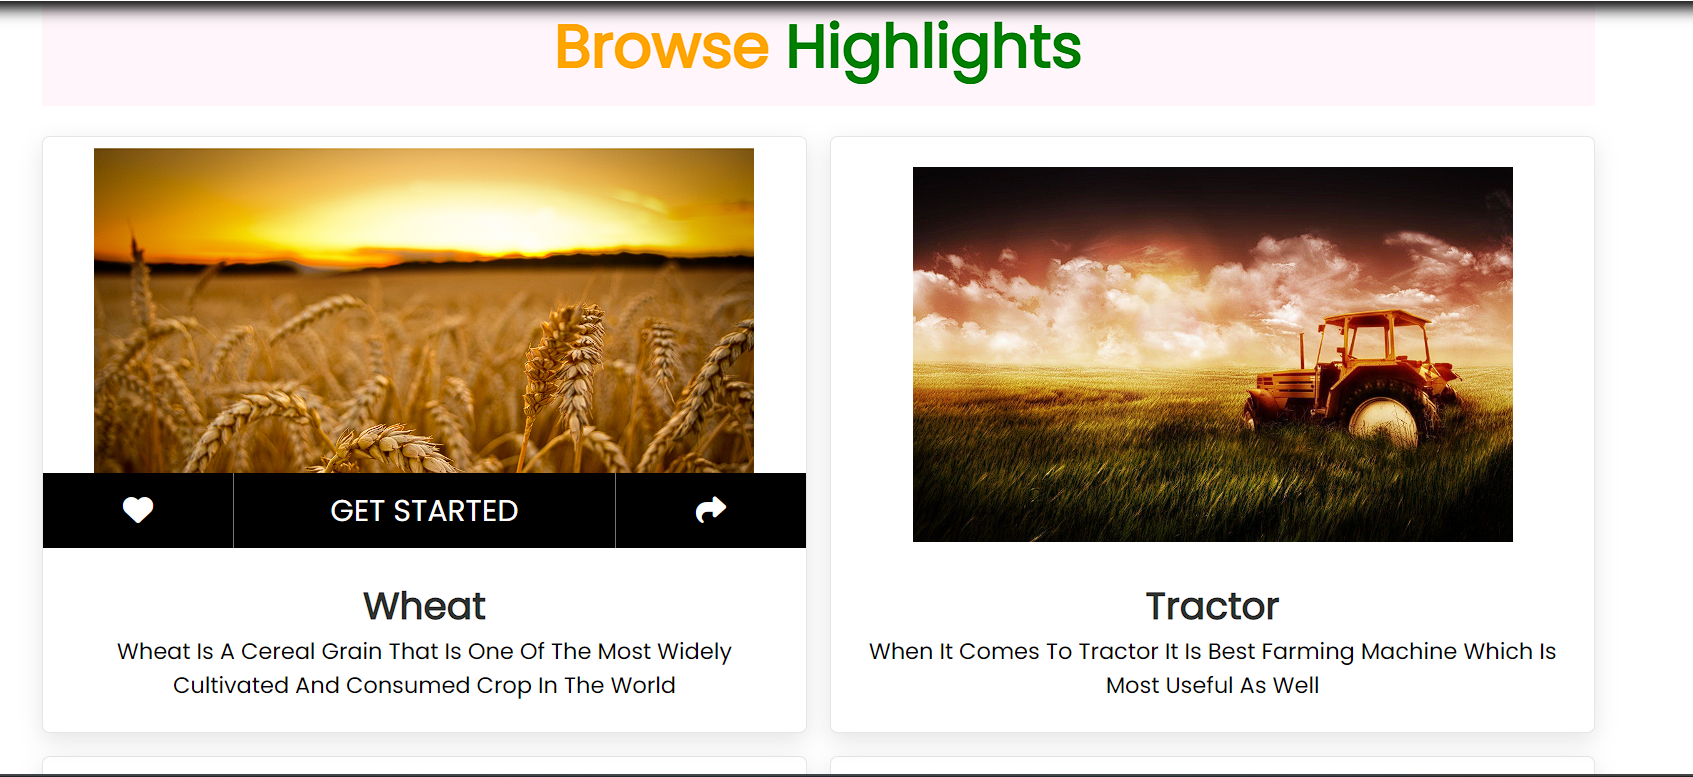 Browse Highlights
GET STARTED
Wheat
Wheat Is A Cereal Grain That Is One Of The Most Widely
Cultivated And Consumed Crop In The World
Tractor
When It Comes To Tractor It Is Best Farming Machine Which Is
Most Useful As Well